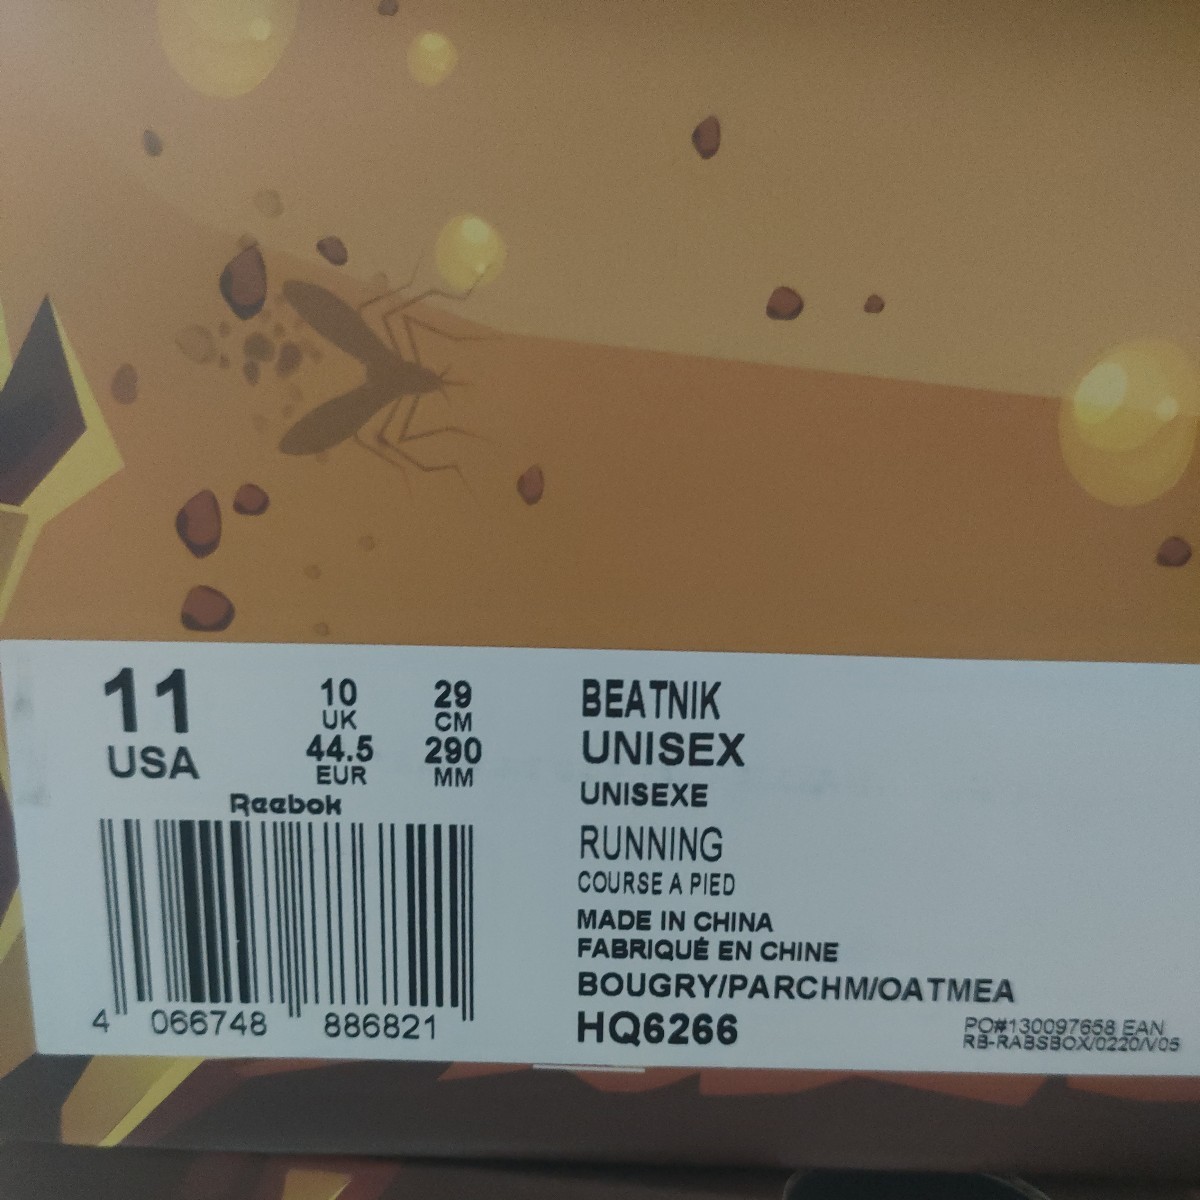 11
USA
10
UK
44.5
EUR
29
CM
290
MM
Reebok
4 066748 886821
BEATNIK
UNISEX
UNISEXE
RUNNING
COURSE A PIED
MADE IN CHINA
FABRIQUÉ EN CHINE
BOUGRY/PARCHM/OATMEA
HQ6266
PO#130097658 EAN
RB-RABSBOX/0220/V05